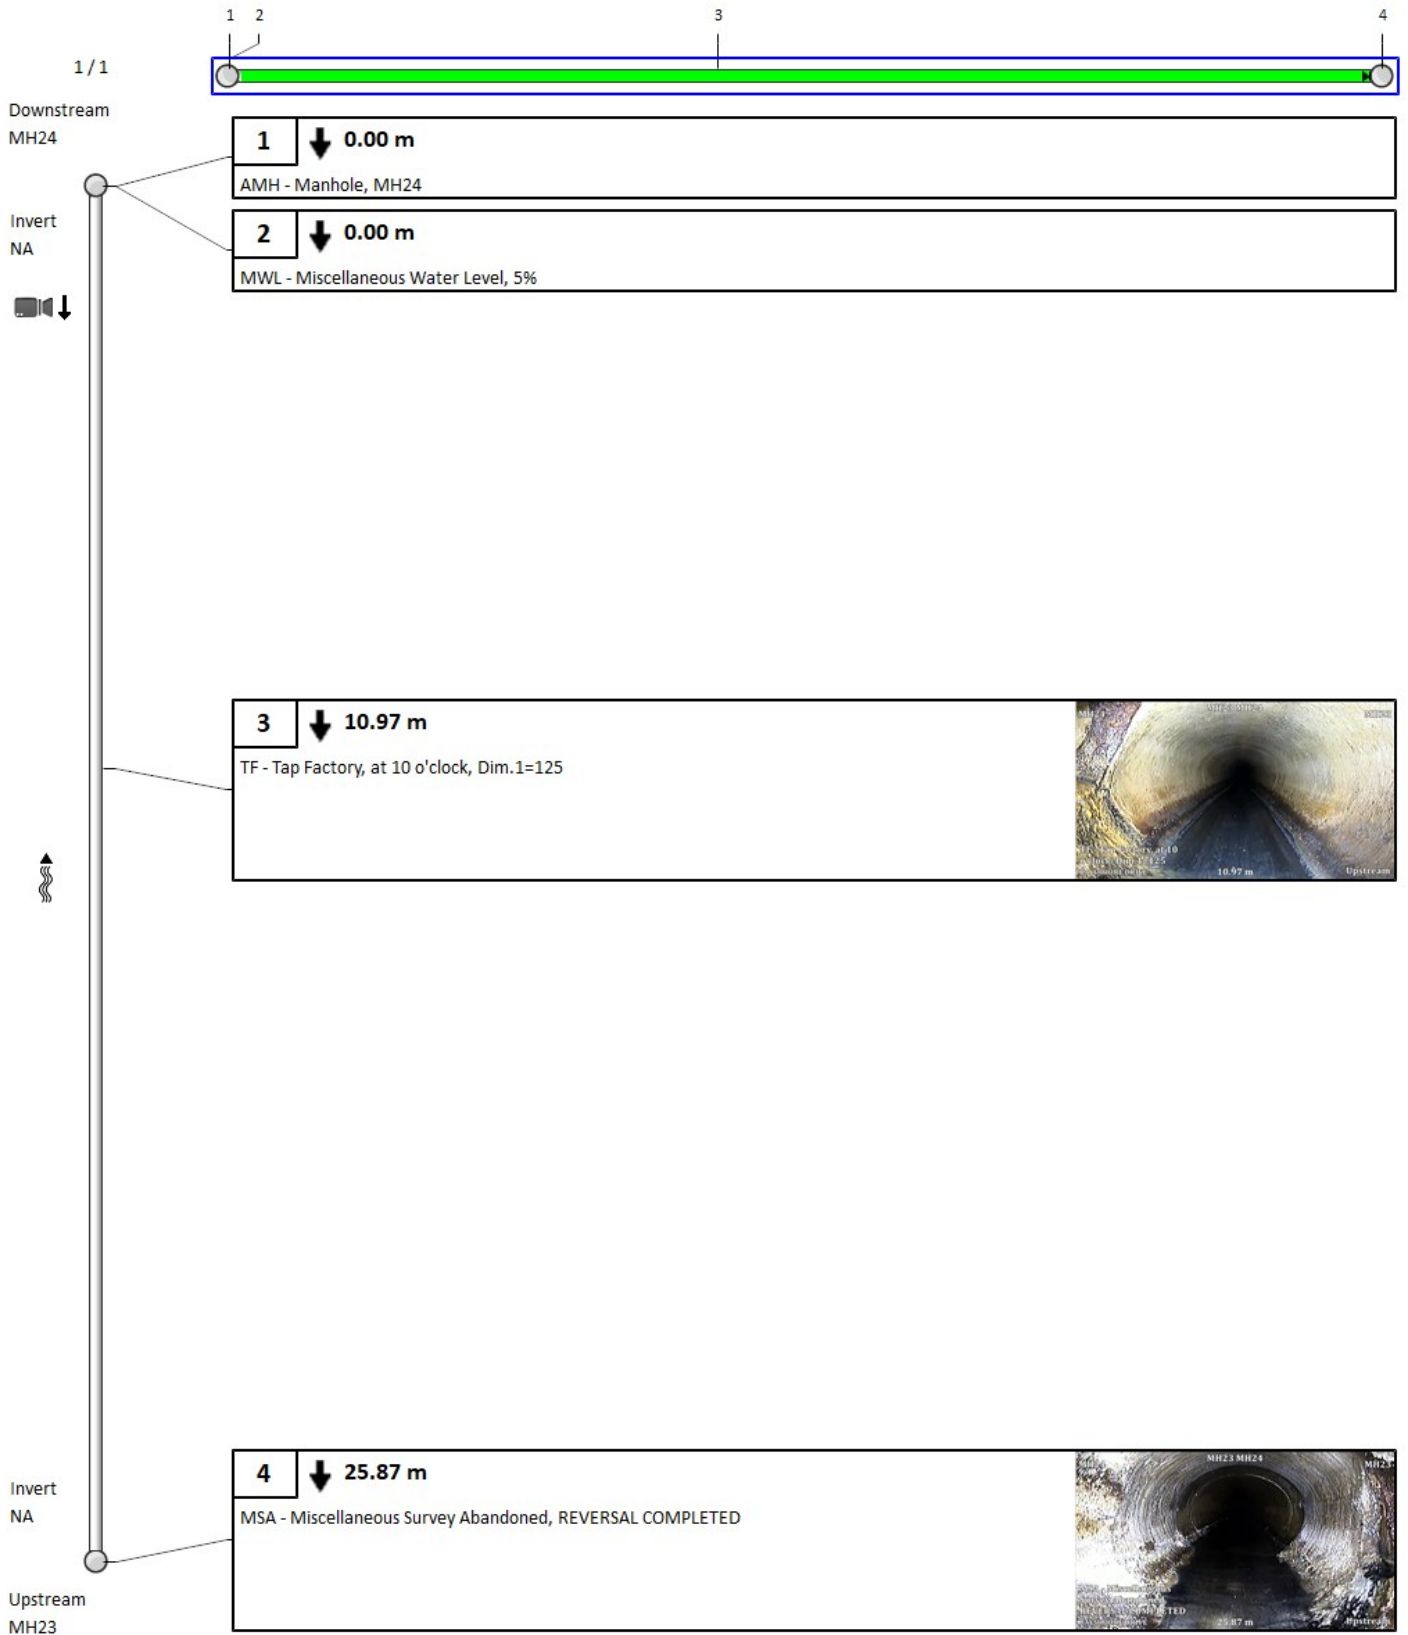 1 2 3 4
1 / 1
Downstream
MH24
1 0.00 m
AMH - Manhole, MH24
Invert
NA
2 0.00 m
MWL - Miscellaneous Water Level, 5%
3 10.97 m
TF - Tap Factory, at 10 o'clock, Dim.1=125
10.97 m
Upstream
4 25.87 m
MSA - Miscellaneous Survey Abandoned, REVERSAL COMPLETED
MH23 MH24
MH23
25.87 m
Upstream
Invert
NA
Upstream
MH23